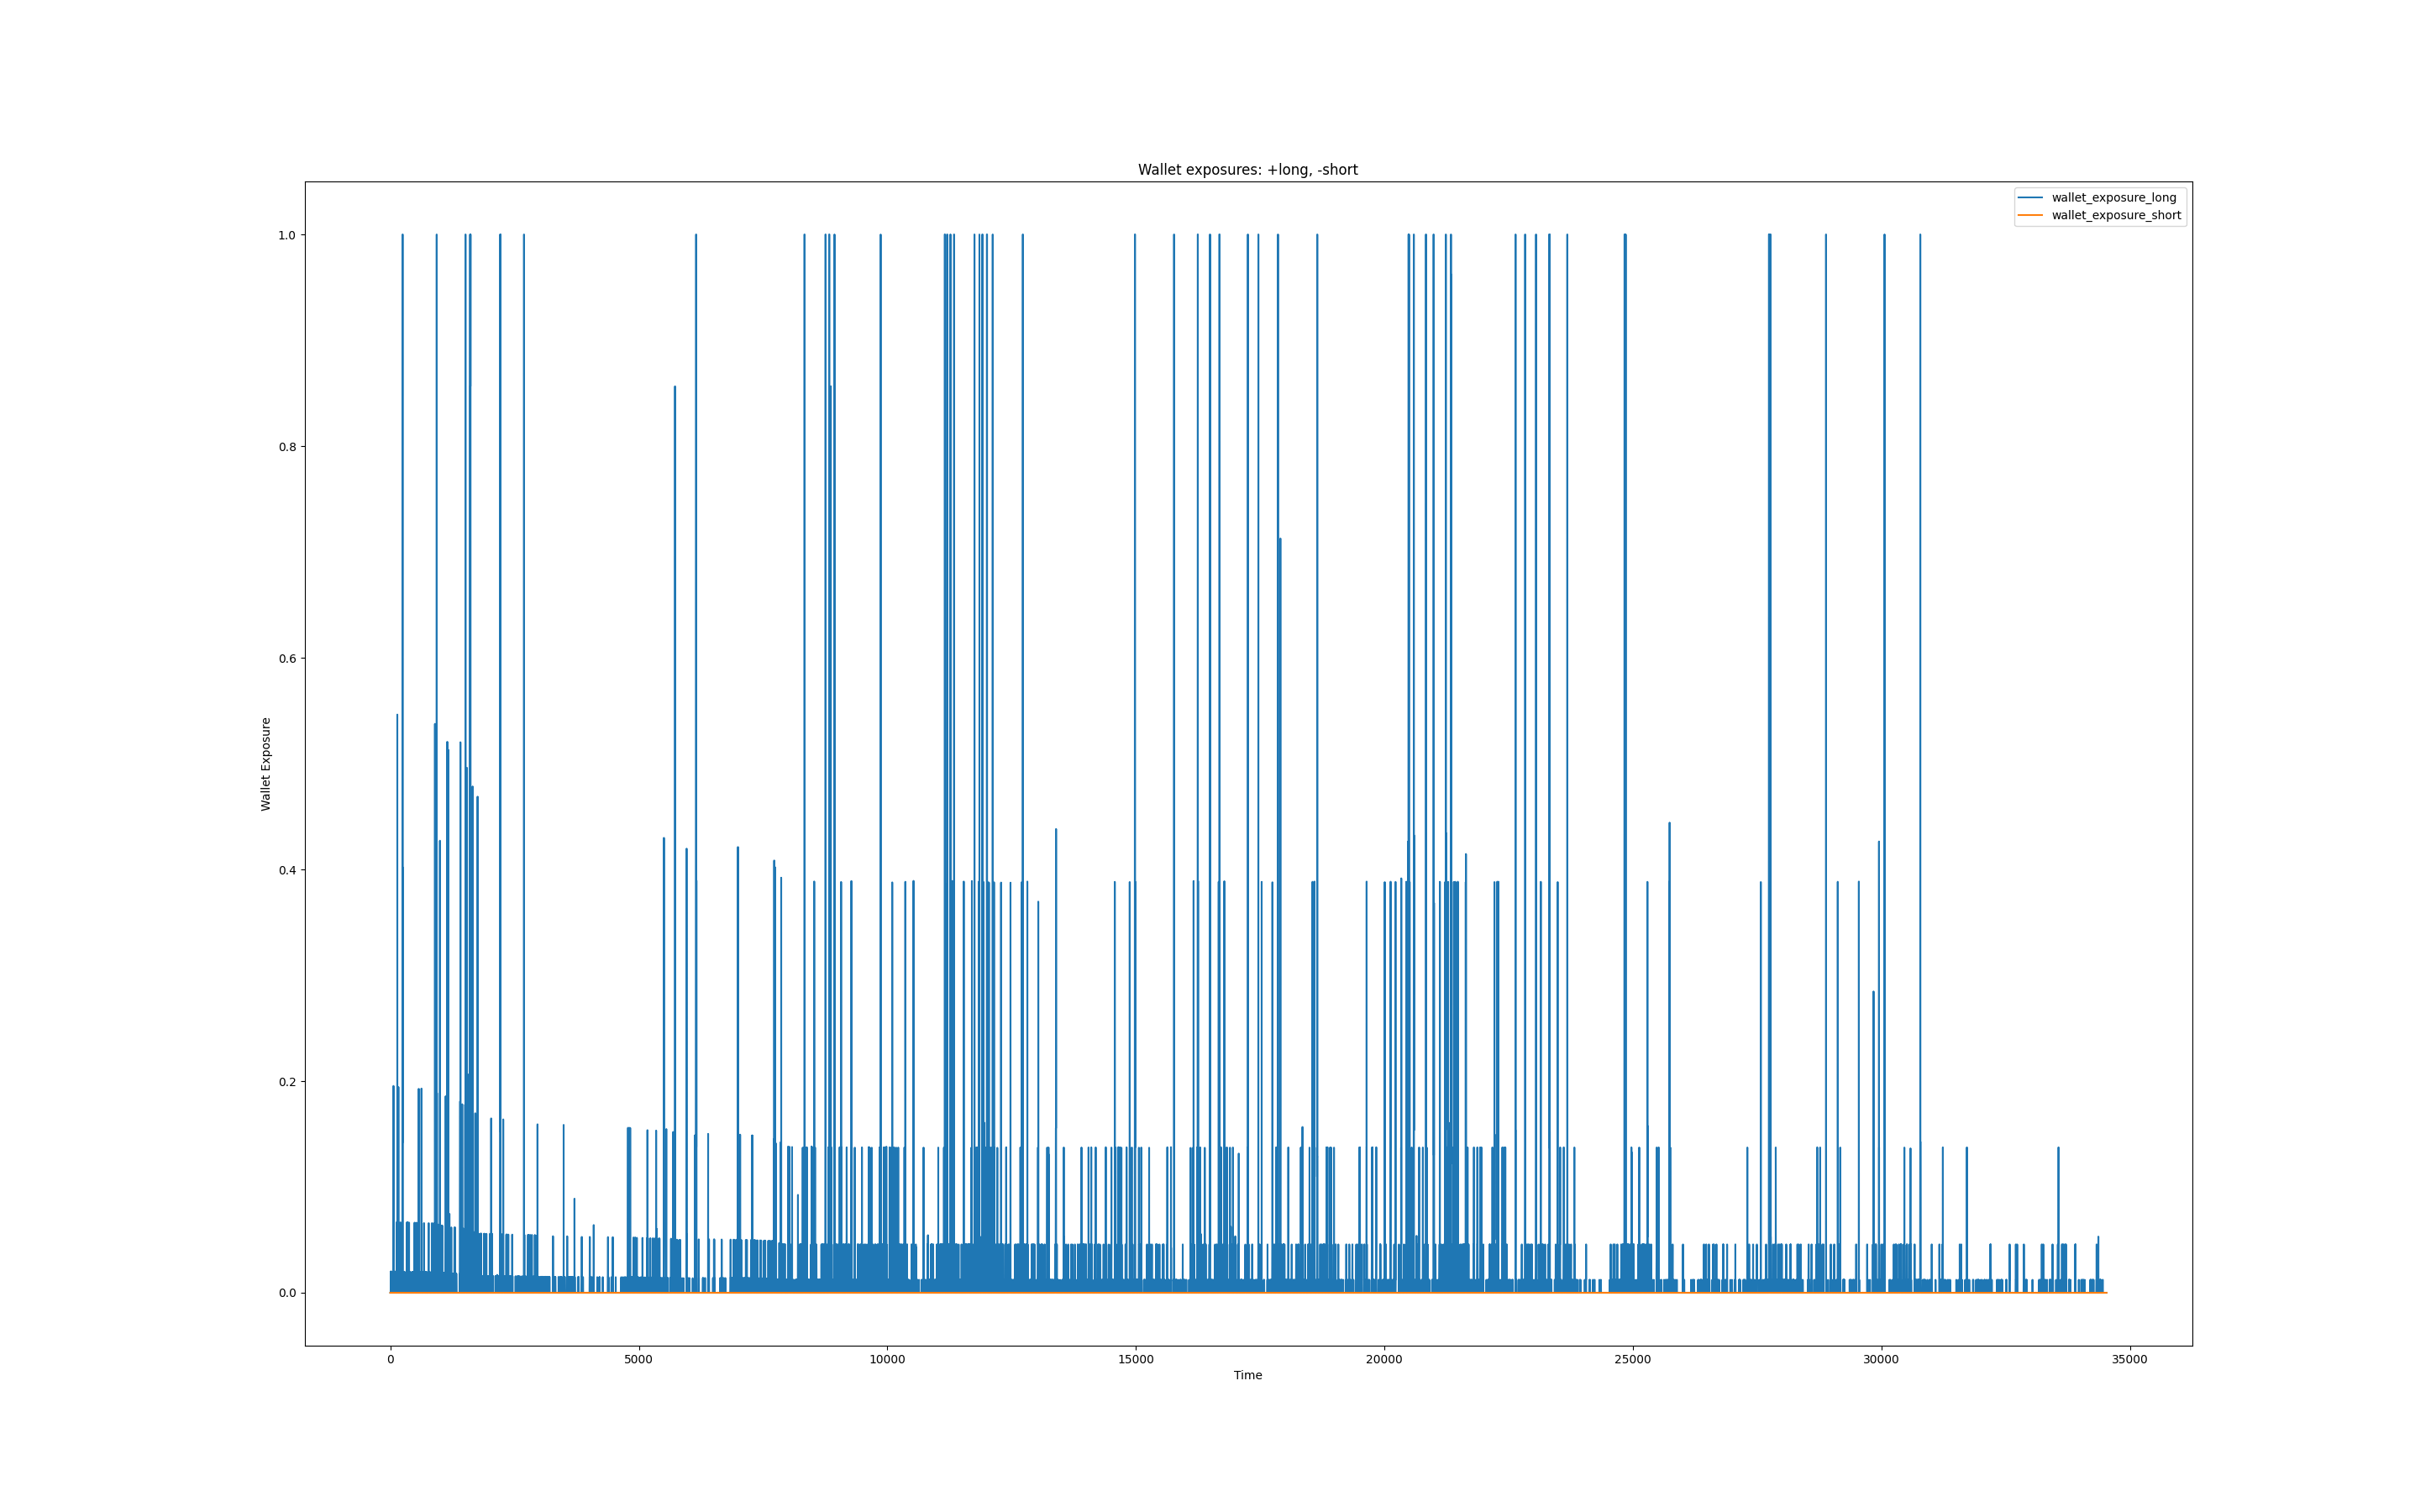 Wallet exposures: +long, -short
wallet_exposure_long
wallet_exposure_short
1.0
0.8
0.6
0.4
0.2
0.0
Wallet Exposure
0 5000 10000 15000 20000 25000 30000 35000
Time